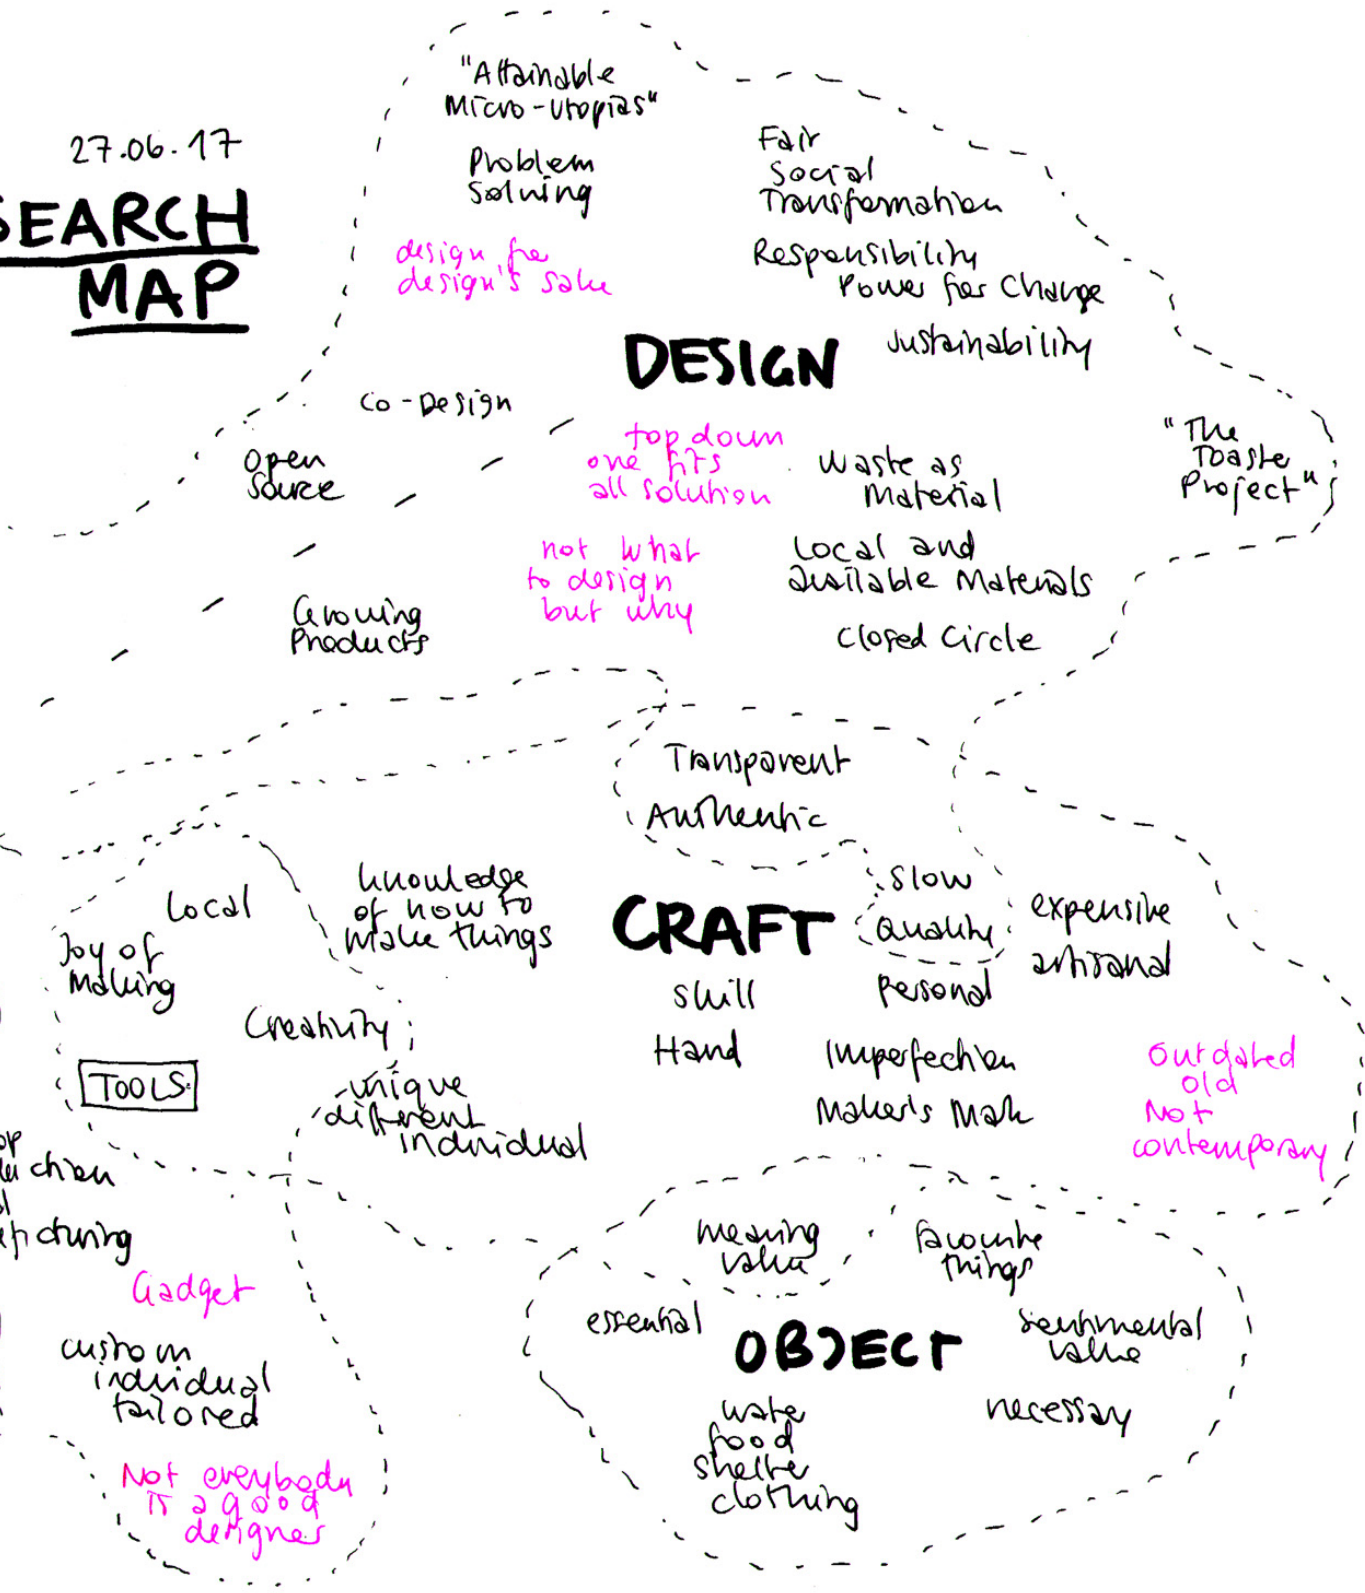 27.06.17
SEARCH
MAP
"Attainable
Micro-Utopias"
Problem
Solving
design for
design's sake
Fair
Social
Transformation
Responsibility
Power for Change
Sustainability
DESIGN
Co-Design
Open
Source
top down
one fits
all solution
Waste as
Material
"The
Toaster
Project"
not what
to design
but why
Local and
available Materials
Closed Circle
Growing
Products
Transparent
Authentic
Slow
Quality
CRAFT
expensive
artisanal
Local
Joy of
Making
knowledge
of how to
make things
Skill
Hand
Personal
Creativity
TOOLS
unique
different
individual
Imperfection
Maker's Mark
Outdated
old
Not
contemporary
Gadget
custom
individual
tailored
Not everybody
is a good
designer
meaning
value
favourite
things
essential
OBJECT
sentimental
value
necessary
water
food
shelter
clothing